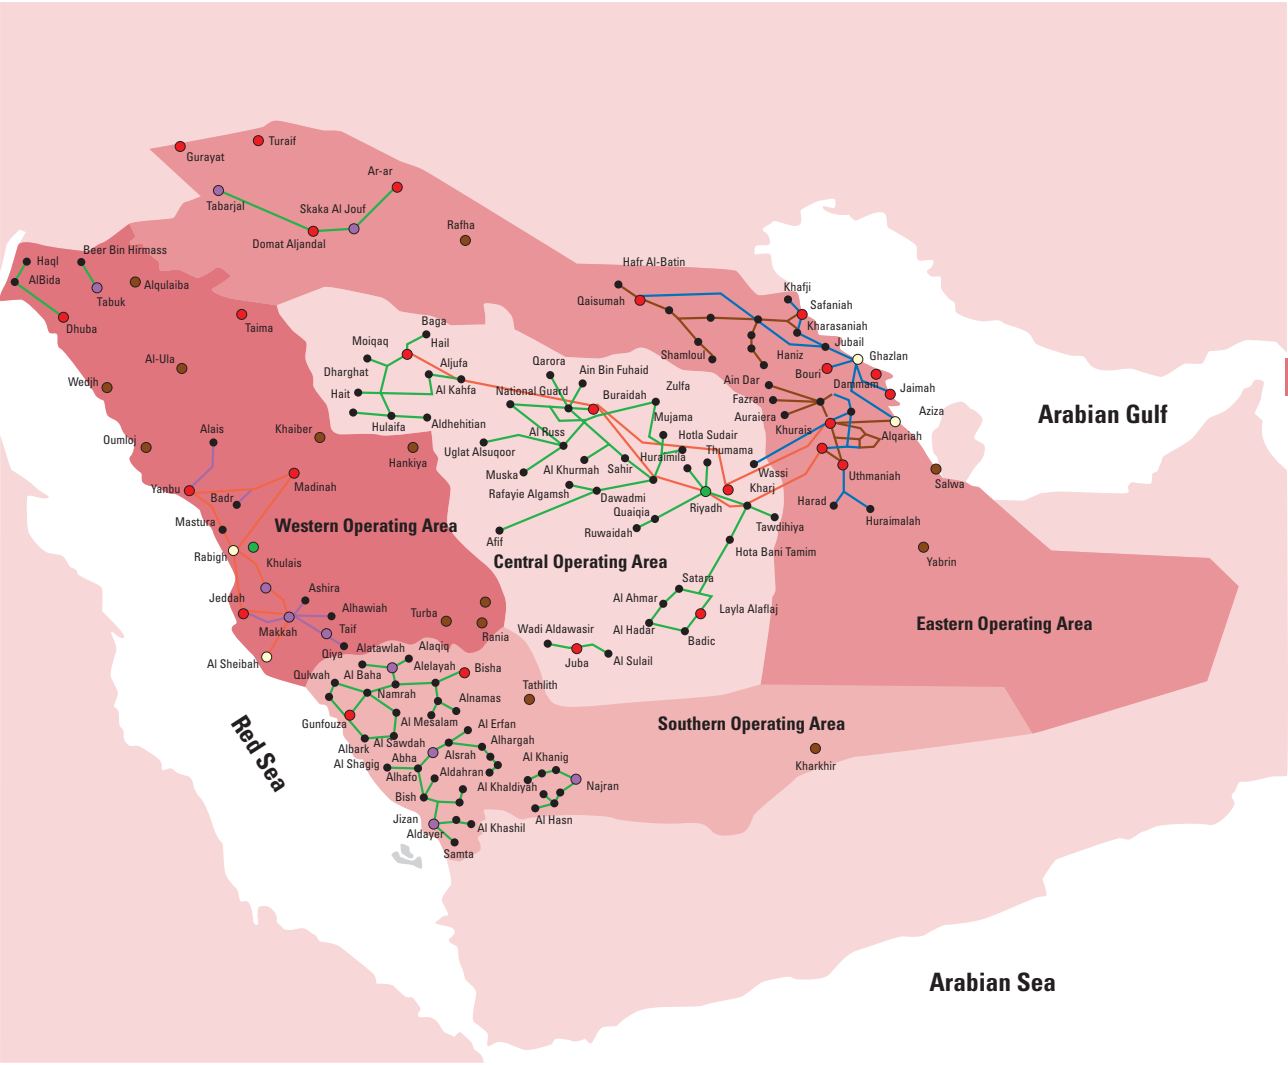 Turaif
Gurayat
Ar-ar
Tabarjal
Skaka Al Jouf
Domat Aljandal
Rafha
Haql
Beer Bin Hirmass
AlBida
Alqulaiba
Tabuk
Dhuba
Taima
Hafr Al-Batin
Qaisumah
Khafji
Safaniah
Kharasaniah
Jubail
Shamloul
Haniz
Ghazlan
Baga
Moiqaq
Hail
Al-Ula
Wedjh
Dharghat
Aljufa
Qarora
Ain Bin Fuhaid
Bouri
Dammam
Jaimah
Ain Dar
Hait
Al Kahfa
National Guard
Buraidah
Zulfa
Fazran
Aziza
Auraiera
Hulaifa
Aldhehitian
Mujama
Khurais
Alqariah
Alais
Khaiber
Oumloj
Al Russ
Hotla Sudair
Arabian Gulf
Uglat Alsuqoor
Huraimila
Thumama
Hankiya
Al Khurmah
Sahir
Wassi
Muska
Uthmaniah
Salwa
Yanbu
Madinah
Badr
Rafayie Algamsh
Dawadmi
Kharj
Riyadh
Harad
Quaiqia
Huraimalah
Mastura
Western Operating Area
Ruwaidah
Tawdihiya
Afif
Hota Bani Tamim
Rabigh
Central Operating Area
Yabrin
Khulais
Satara
Ashira
Jeddah
Alhawiah
Al Ahmar
Layla Alaflaj
Turba
Eastern Operating Area
Makkah
Taif
Rania
Wadi Aldawasir
Al Hadar
Badic
Qiya
Alatawlah
Alaqiq
Al Sheibah
Juba
Al Sulail
Qulwah
Al Baha
Alelayah
Bisha
Tathlith
Namrah
Alnamas
Gunfouza
Al Mesalam
Southern Operating Area
Red Sea
Al Erfan
Albark
Al Sawdah
Alhargah
Al Shagig
Abha
Alsrah
Al Khanig
Kharkhir
Alhafo
Aldahran
Al Khaldiyah
Najran
Bish
Jizan
Al Hasn
Aldayer
Al Khashil
Samta
Arabian Sea